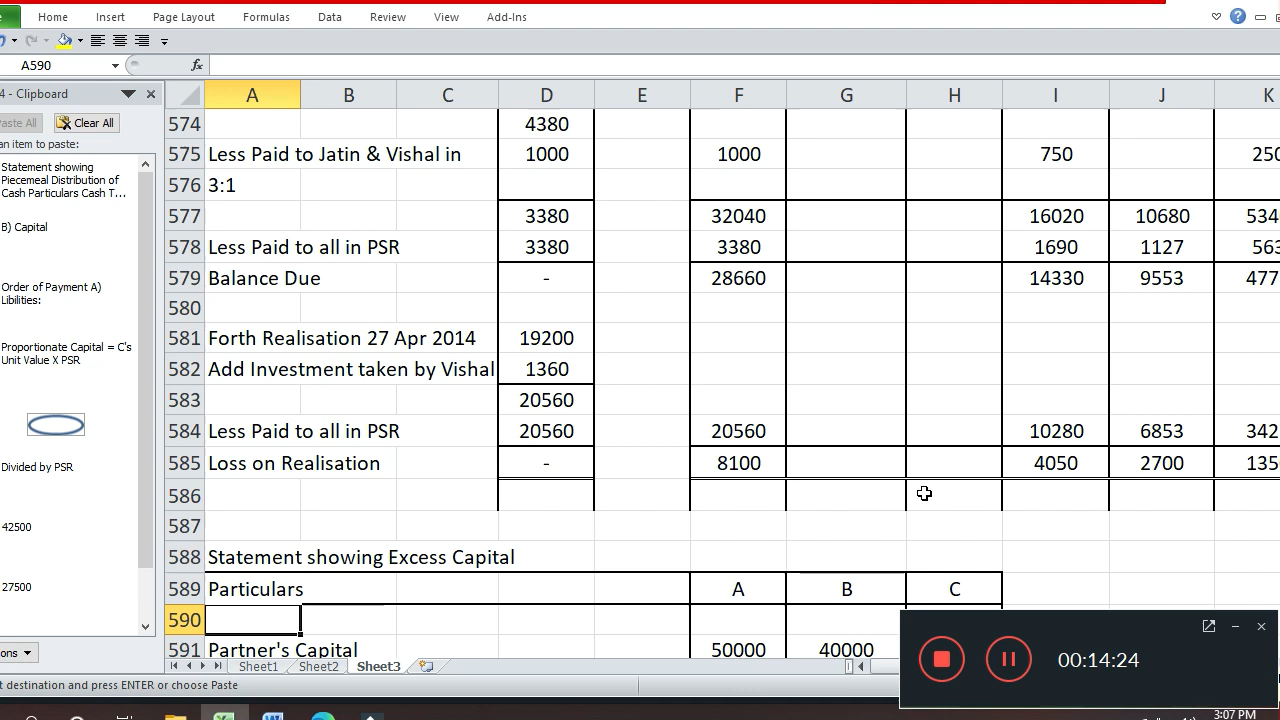 Home Insert Page Layout Formulas Data Review View Add-Ins
A590 fx
4 - Clipboard
Clear All
an item to paste:
Statement showing
Piecemeal Distribution of
Cash Particulars Cash T...
B) Capital
Order of Payment A)
Libilities:
Proportionate Capital = C's
Unit Value X PSR
Divided by PSR
42500
27500
A B C D E F G H I J K
574 4380
575 Less Paid to Jatin & Vishal in 1000 1000 750 250
576 3:1
577 3380 32040 16020 10680 534
578 Less Paid to all in PSR 3380 3380 1690 1127 563
579 Balance Due - 28660 14330 9553 477
580
581 Forth Realisation 27 Apr 2014 19200
582 Add Investment taken by Vishal 1360
583 20560
584 Less Paid to all in PSR 20560 20560 10280 6853 342
585 Loss on Realisation - 8100 4050 2700 135
586
587
588 Statement showing Excess Capital
589 Particulars A B C
590
591 Partner's Capital 50000 40000
Sheet1 Sheet2 Sheet3
t destination and press ENTER or choose Paste
00:14:24
3:07 PM